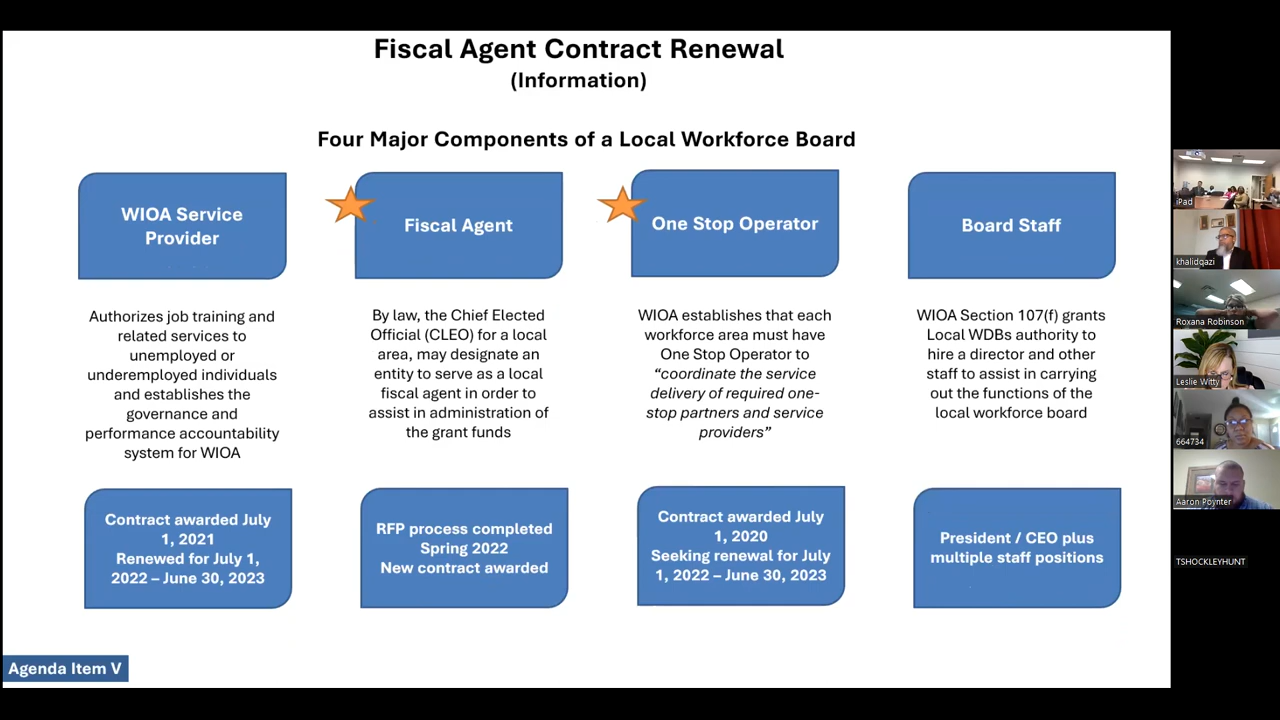 Fiscal Agent Contract Renewal
(Information)
Four Major Components of a Local Workforce Board
WIOA Service
Provider
Fiscal Agent
One Stop Operator
Board Staff
Authorizes job training and
related services to
unemployed or
underemployed individuals
and establishes the
governance and
performance accountability
system for WIOA
By law, the Chief Elected
Official (CLEO) for a local
area, may designate an
entity to serve as a local
fiscal agent in order to
assist in administration of
the grant funds
WIOA establishes that each
workforce area must have
One Stop Operator to
“coordinate the service
delivery of required one-
stop partners and service
providers”
WIOA Section 107(f) grants
Local WDBs authority to
hire a director and other
staff to assist in carrying
out the functions of the
local workforce board
Contract awarded July
1, 2021
Renewed for July 1,
2022 – June 30, 2023
RFP process completed
Spring 2022
New contract awarded
Contract awarded July
1, 2020
Seeking renewal for July
1, 2022 – June 30, 2023
President / CEO plus
multiple staff positions
Agenda Item V
iPad
khalidqazi
Roxana Robinson
Leslie Witty
664734
Aaron Poynter
TSHOCKLEYHUNT